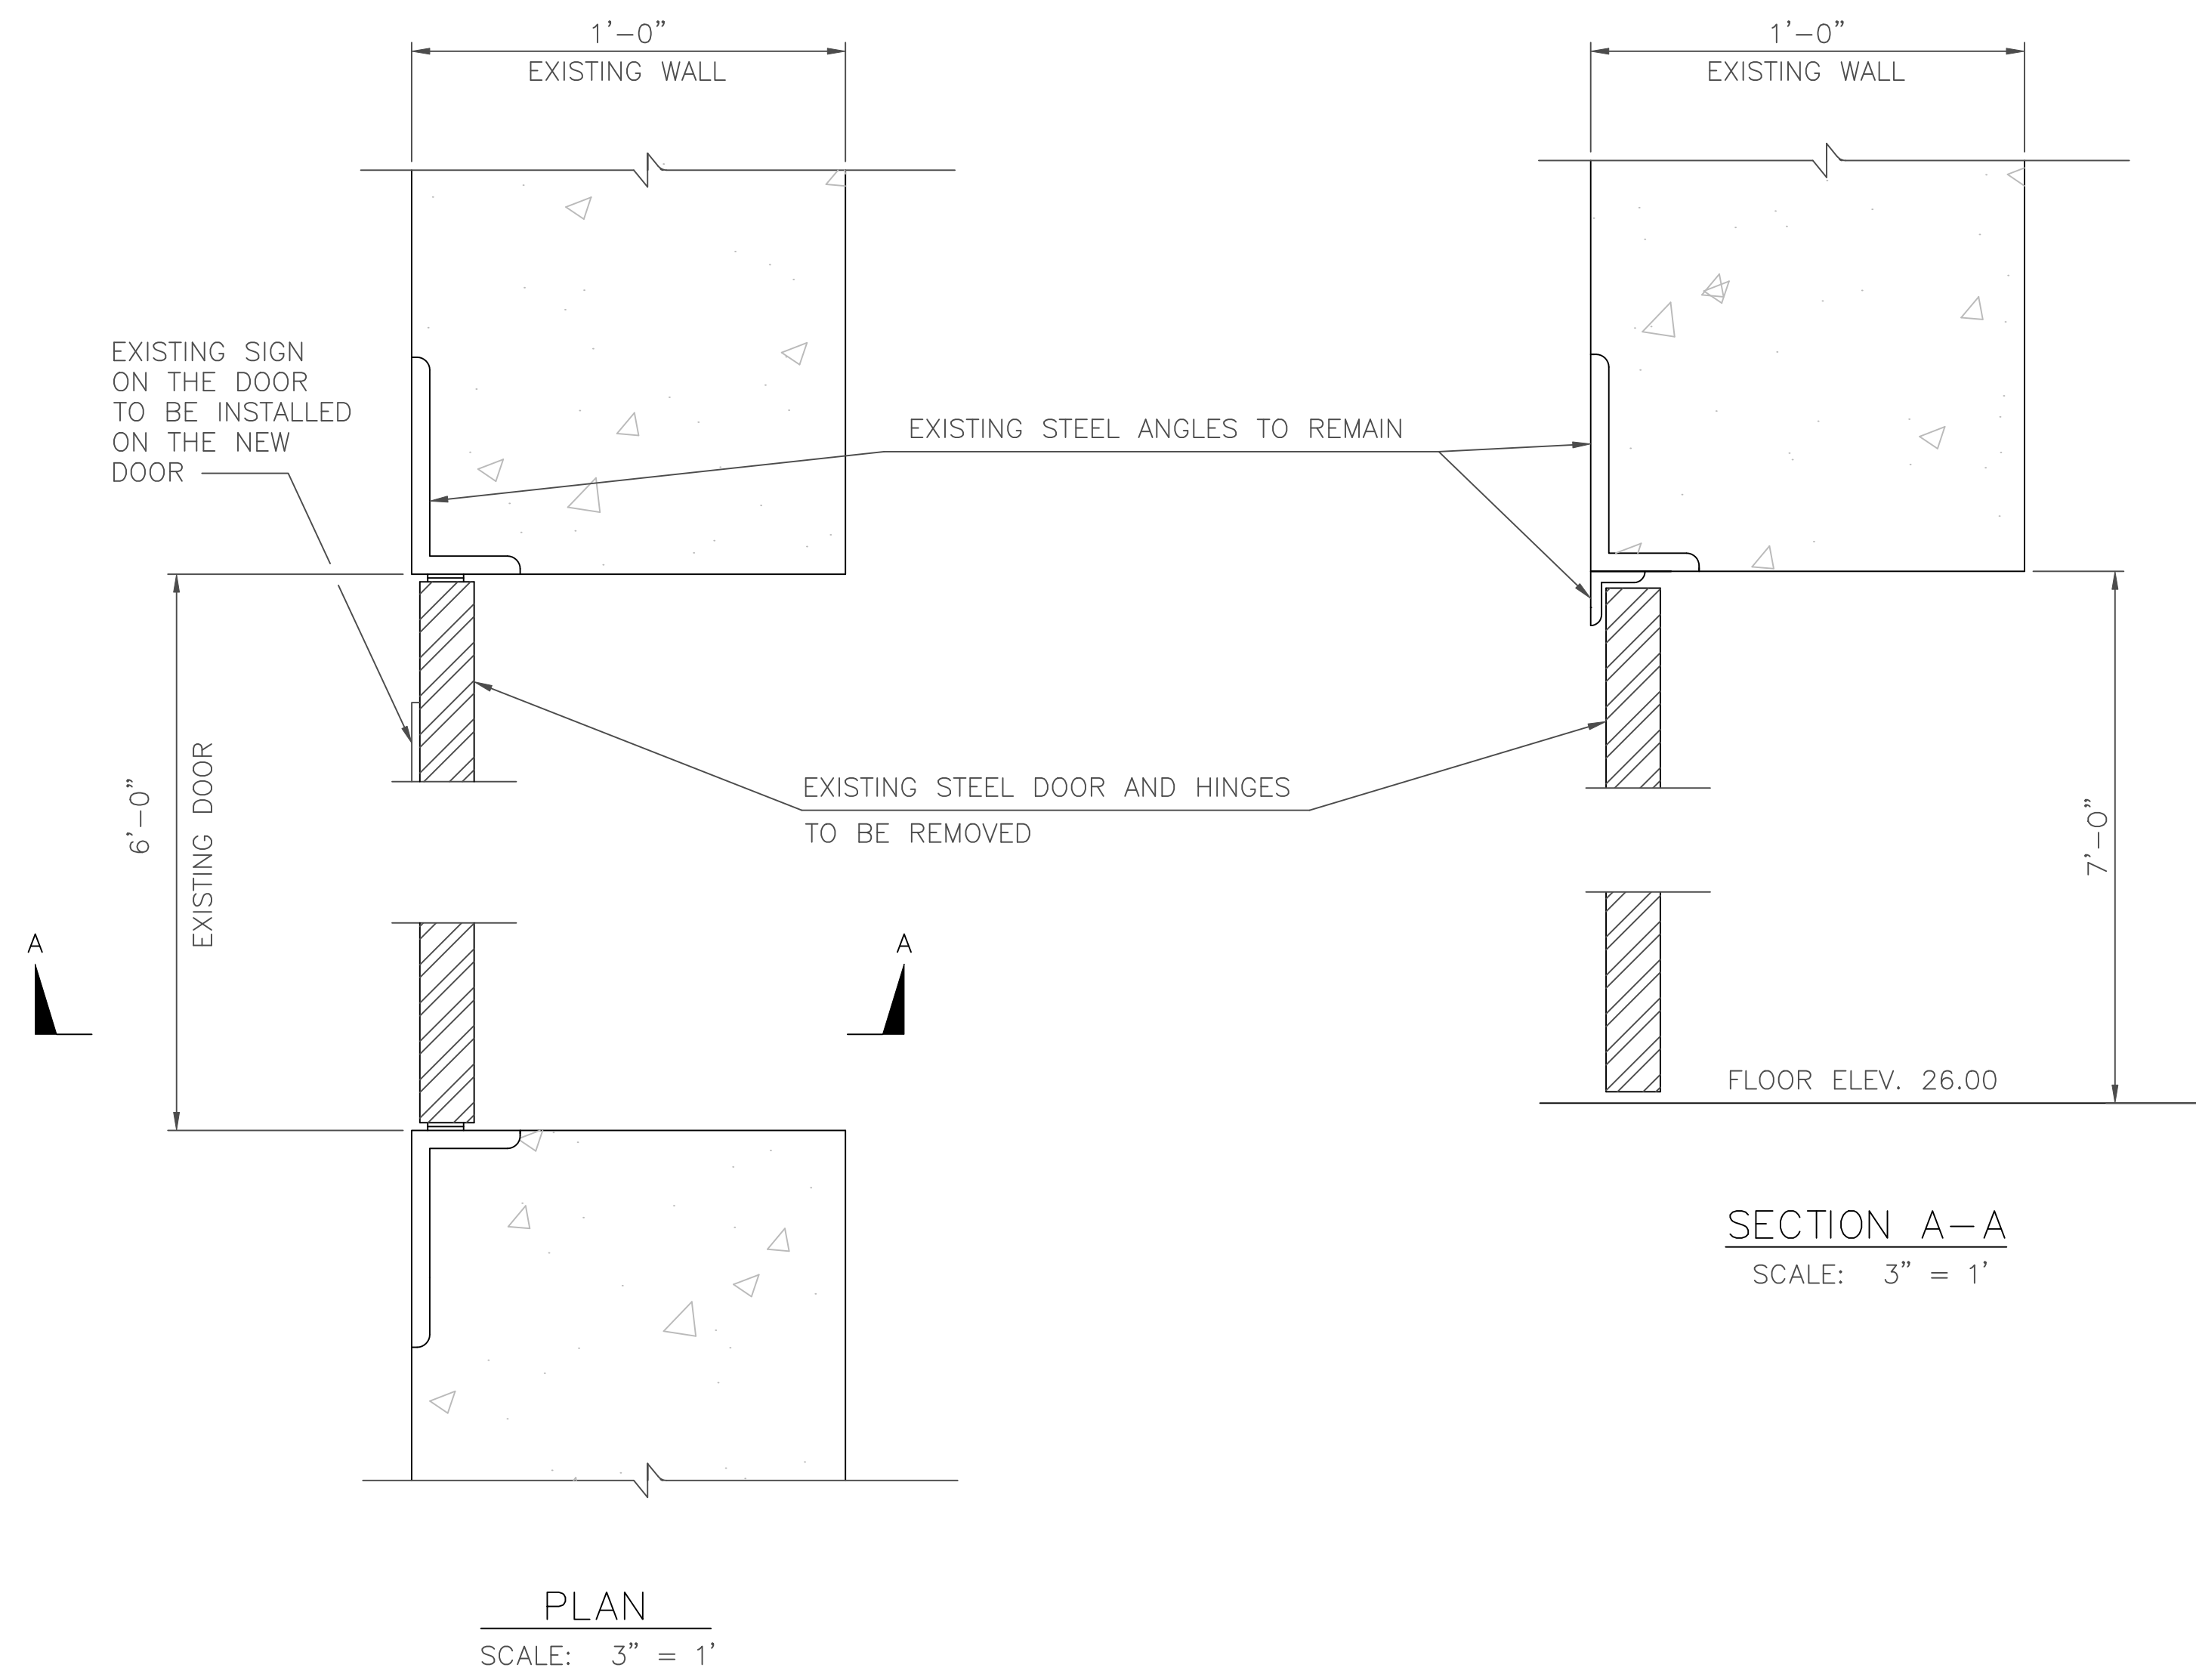 1'-0"
EXISTING WALL
1'-0"
EXISTING WALL
EXISTING SIGN
ON THE DOOR
TO BE INSTALLED
ON THE NEW
DOOR
EXISTING STEEL ANGLES TO REMAIN
6'-0"
EXISTING DOOR
EXISTING STEEL DOOR AND HINGES
TO BE REMOVED
7'-0"
A
A
FLOOR ELEV. 26.00
SECTION A-A
SCALE: 3" = 1'
PLAN
SCALE: 3" = 1'